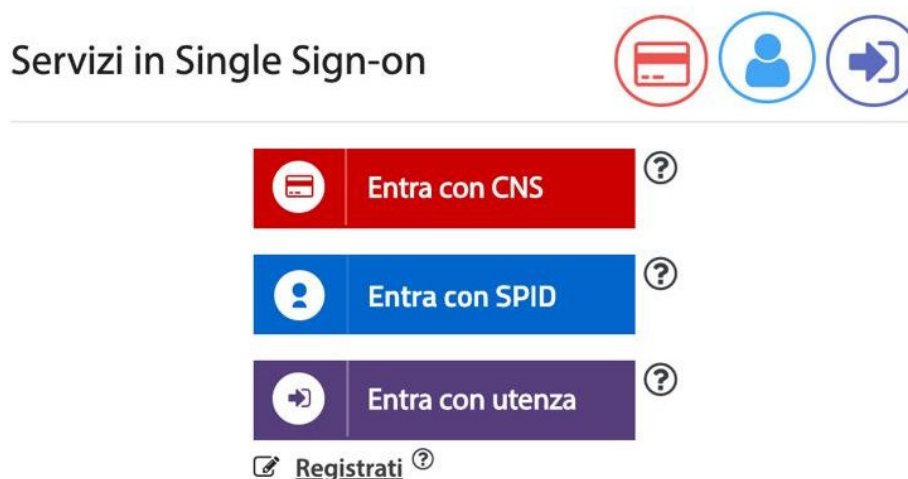 Servizi in Single Sign-on
Entra con CNS
?
Entra con SPID
?
Entra con utenza
?
Registrati ?